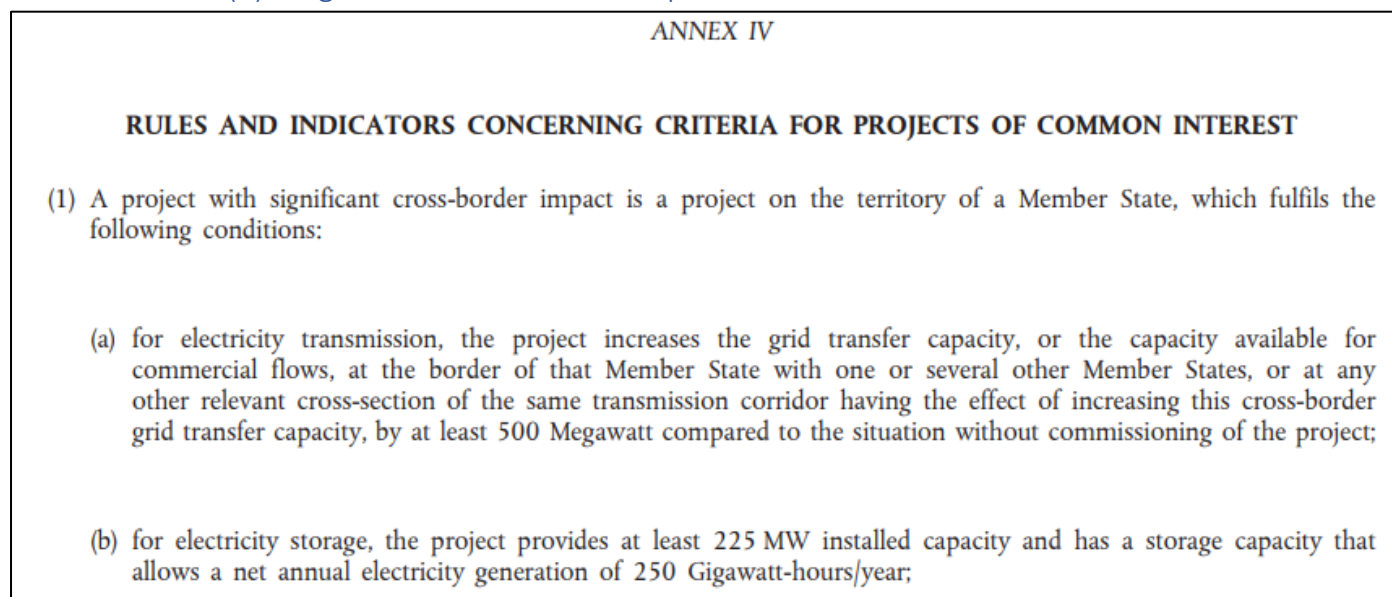 ANNEX IV
RULES AND INDICATORS CONCERNING CRITERIA FOR PROJECTS OF COMMON INTEREST
(1) A project with significant cross-border impact is a project on the territory of a Member State, which fulfils the
following conditions:
(a) for electricity transmission, the project increases the grid transfer capacity, or the capacity available for
commercial flows, at the border of that Member State with one or several other Member States, or at any
other relevant cross-section of the same transmission corridor having the effect of increasing this cross-border
grid transfer capacity, by at least 500 Megawatt compared to the situation without commissioning of the project;
(b) for electricity storage, the project provides at least 225 MW installed capacity and has a storage capacity that
allows a net annual electricity generation of 250 Gigawatt-hours/year;